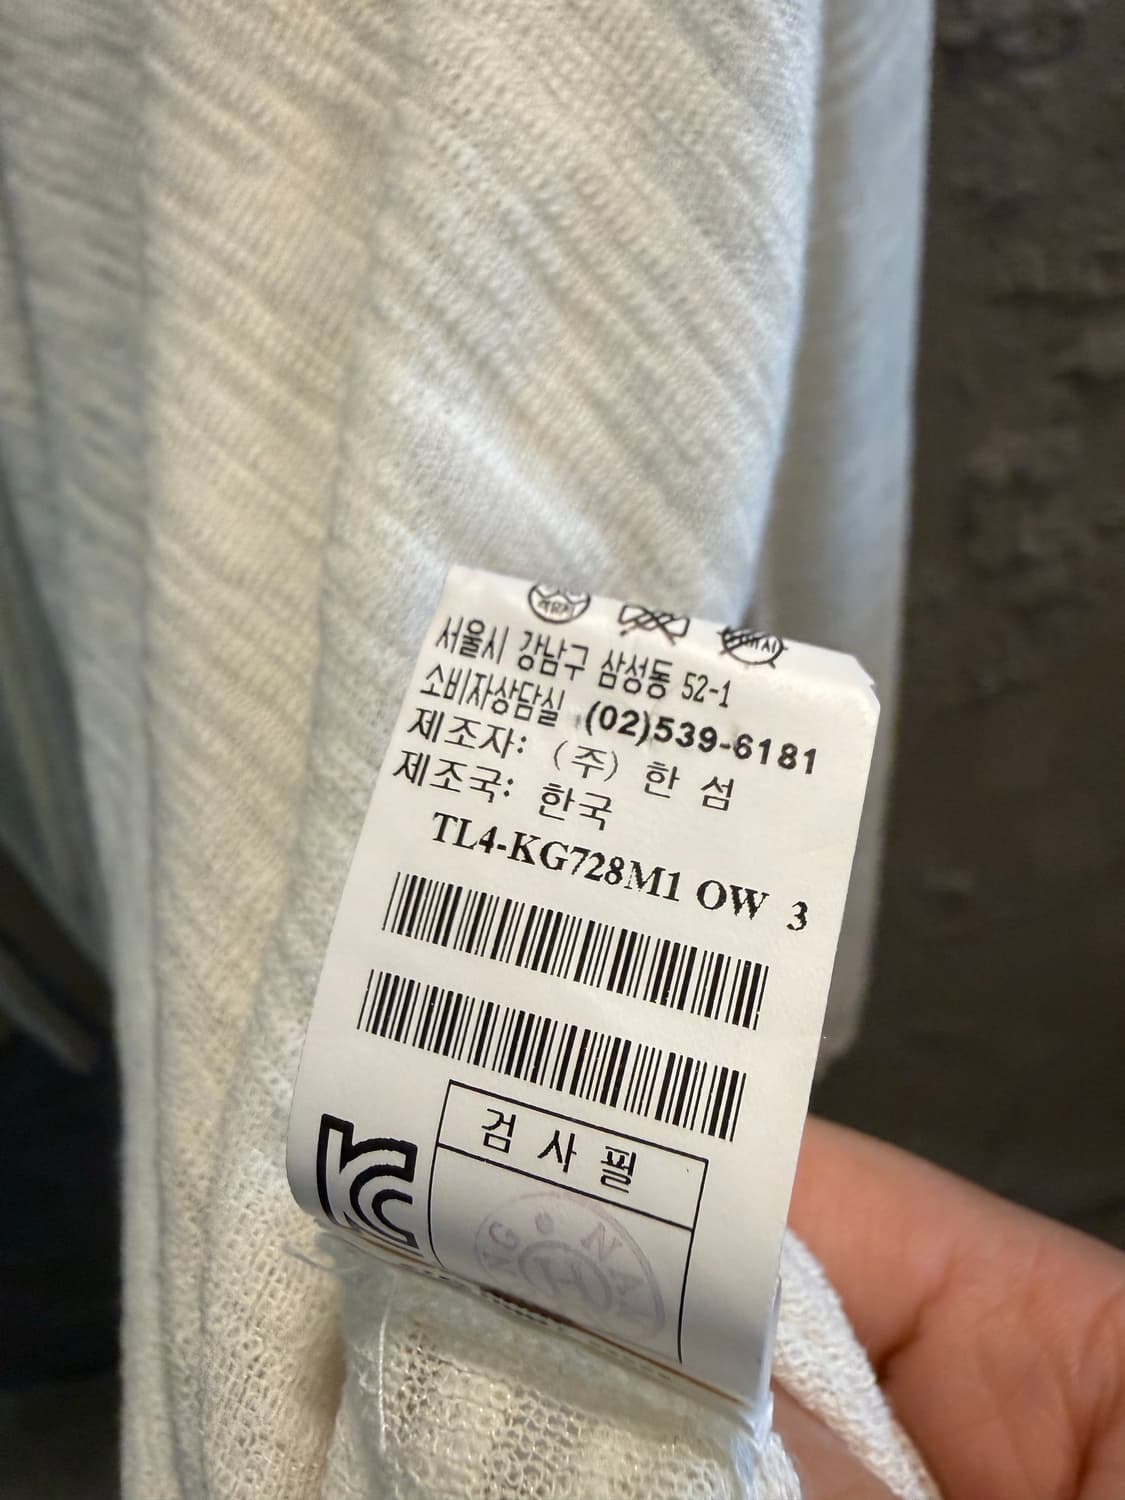 서울시 강남구 삼성동 52-1
소비자상담실 (02)539-6181
제조자: (주) 한 섬
제조국: 한국
TL4-KG728M1 OW 3
검 사 필
KC